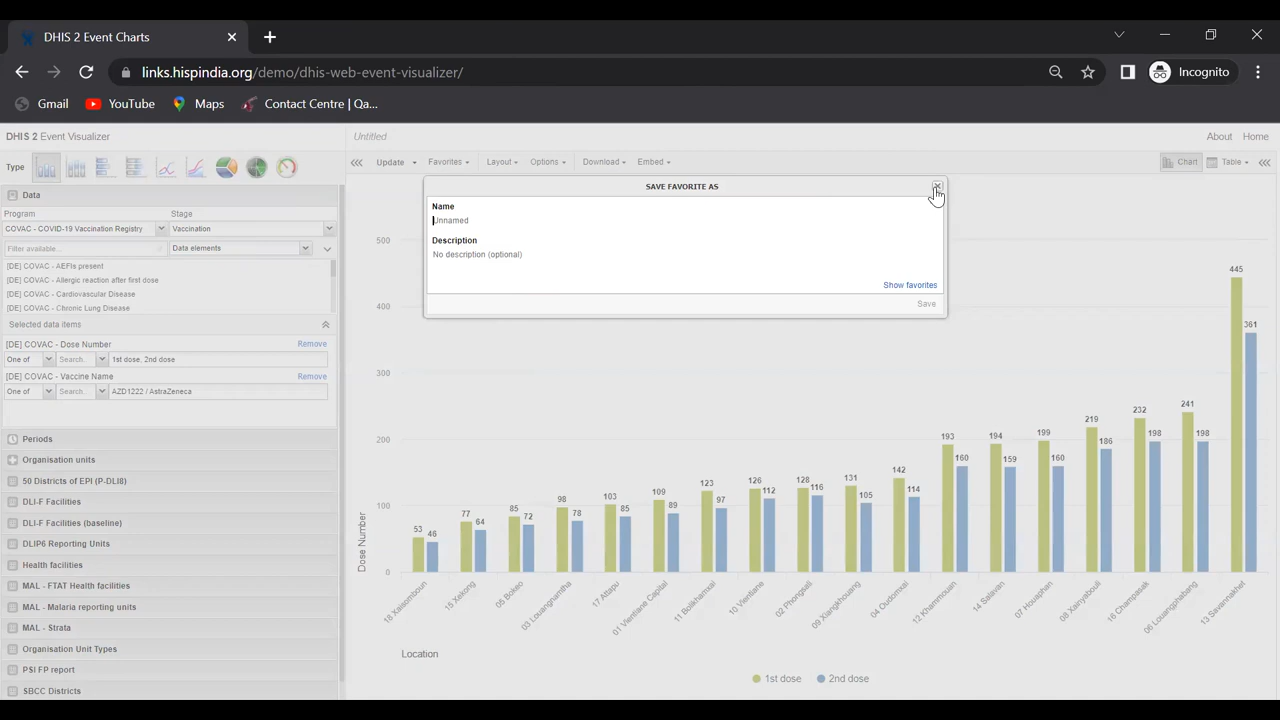 DHIS 2 Event Charts
links.hispindia.org/demo/dhis-web-event-visualizer/
Incognito
Gmail
YouTube
Maps
Contact Centre | Qa...
DHIS 2 Event Visualizer
Untitled
About
Home
Type
Update
Favorites
Layout
Options
Download
Embed
Chart
Table
Data
Program
Stage
COVAC - COVID-19 Vaccination Registry
Vaccination
Filter available...
Data elements
[DE] COVAC - AEFIs present
[DE] COVAC - Allergic reaction after first dose
[DE] COVAC - Cardiovascular Disease
[DE] COVAC - Chronic Lung Disease
Selected data items
[DE] COVAC - Dose Number
Remove
One of
Search..
1st dose, 2nd dose
[DE] COVAC - Vaccine Name
Remove
One of
Search..
AZD1222 / AstraZeneca
Periods
Organisation units
50 Districts of EPI (P-DLI8)
DLI-F Facilities
DLI-F Facilities (baseline)
DLIP6 Reporting Units
Health facilities
MAL - FTAT Health facilities
MAL - Malaria reporting units
MAL - Strata
Organisation Unit Types
PSI FP report
SBCC Districts
SAVE FAVORITE AS
Name
Unnamed
Description
No description (optional)
Show favorites
Save
500
400
300
200
100
0
Dose Number
53 46
77 64
85 72
98 78
103 85
109 89
123 97
126 112
128 116
131 105
142 114
193 160
194 159
199 160
219 186
232 198
241 198
445 361
18 Xaisomboun
15 Xekong
05 Bokeo
03 Louangnamtha
17 Attapu
01 Vientiane Capital
11 Bolikhamxai
10 Vientiane
02 Phongsali
09 Xiangkhouang
04 Oudomxai
12 Khammouan
14 Salavan
07 Houaphan
08 Xainyabouli
16 Champasak
06 Louangphabang
13 Savannakhet
Location
1st dose
2nd dose